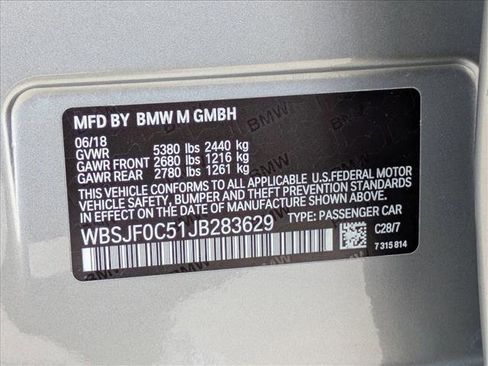 MFD BY BMW M GMBH
06/18
GVWR 5380 lbs 2440 kg
GAWR FRONT 2680 lbs 1216 kg
GAWR REAR 2780 lbs 1261 kg
THIS VEHICLE CONFORMS TO ALL APPLICABLE U.S.FEDERAL MOTOR
VEHICLE SAFETY, BUMPER, AND THEFT PREVENTION STANDARDS IN
EFFECT ON THE DATE OF MANUFACTURE SHOWN ABOVE.
WBSJF0C51JB283629 TYPE: PASSENGER CAR
C28/7
7 315 814